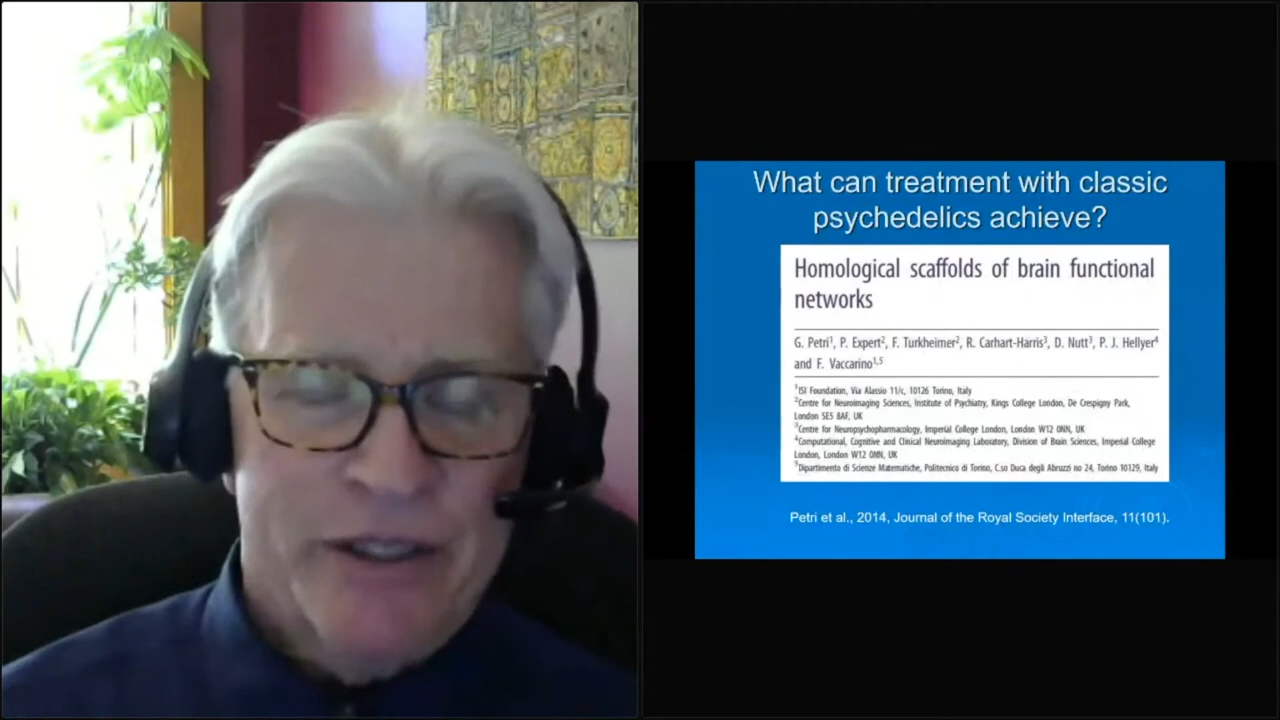 What can treatment with classic
psychedelics achieve?
Homological scaffolds of brain functional
networks
G. Petri¹, P. Expert², F. Turkheimer², R. Carhart-Harris³, D. Nutt³, P. J. Hellyer⁴
and F. Vaccarino¹,⁵
¹ISI Foundation, Via Alassio 11/c, 10126 Torino, Italy
²Centre for Neuroimaging Sciences, Institute of Psychiatry, Kings College London, De Crespigny Park,
London SE5 8AF, UK
³Centre for Neuropsychopharmacology, Imperial College London, London W12 0NN, UK
⁴Computational, Cognitive and Clinical Neuroimaging Laboratory, Division of Brain Sciences, Imperial College
London, London W12 0NN, UK
⁵Dipartimento di Scienze Matematiche, Politecnico di Torino, C.so Duca degli Abruzzi no 24, Torino 10129, Italy
Petri et al., 2014, Journal of the Royal Society Interface, 11(101).